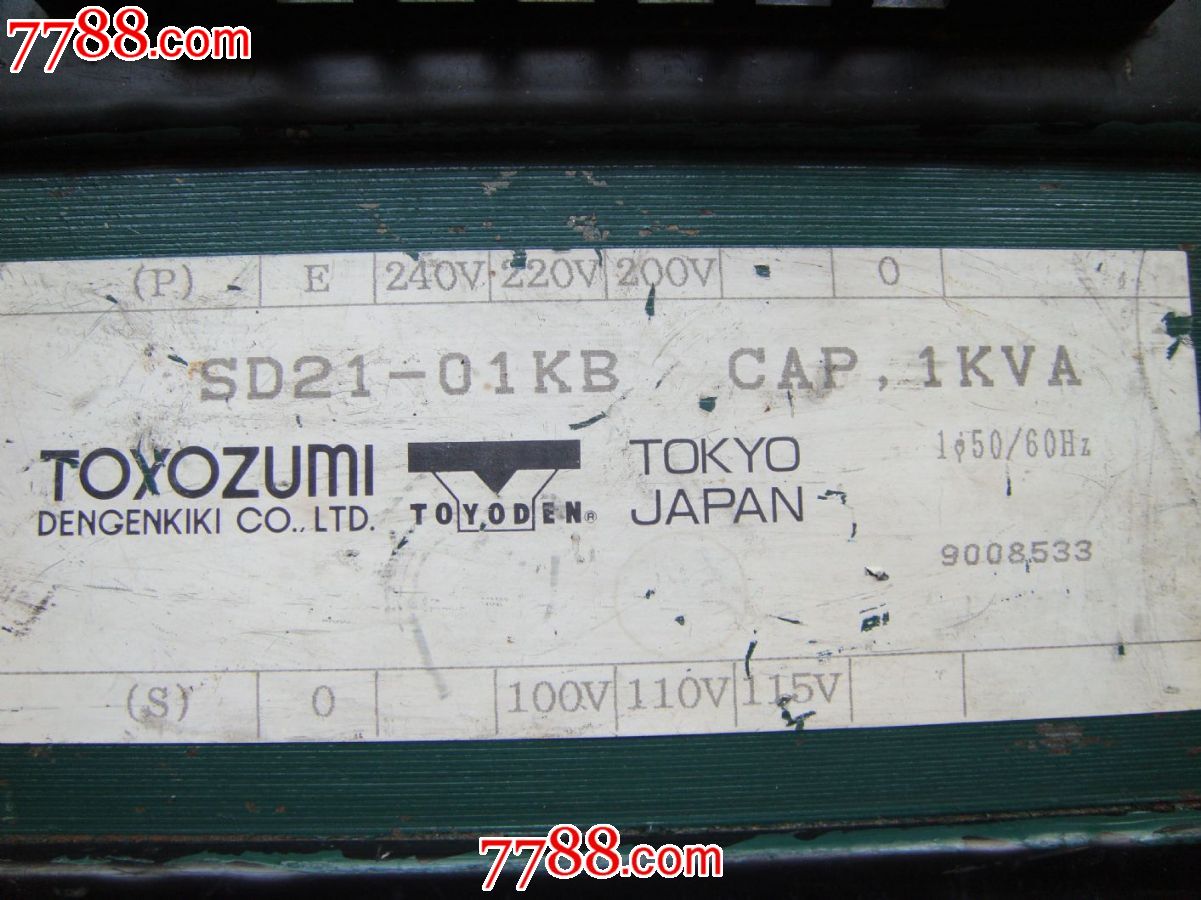 7788.com
(P) E 240V 220V 200V 0
SD21-01KB CAP, 1KVA
TOYOZUMI
DENGENKIKI CO., LTD.
TOYODEN®
TOKYO
JAPAN
1φ50/60Hz
9008533
(S) 0 100V 110V 115V
7788.com